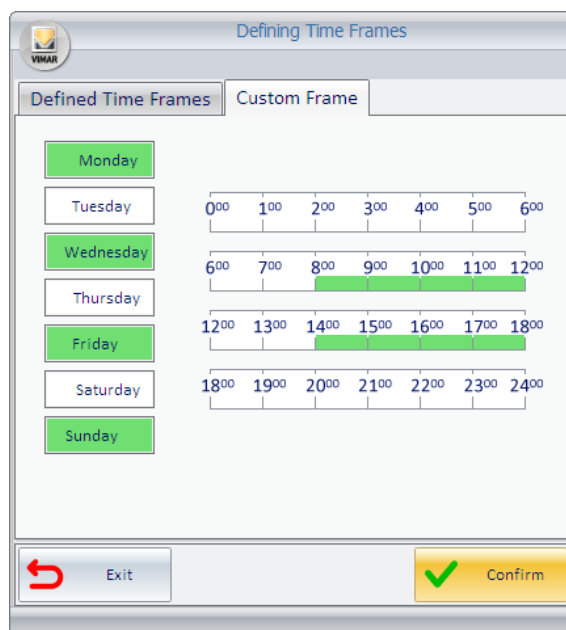 Defining Time Frames
VIMAR
Defined Time Frames Custom Frame
Monday
Tuesday
Wednesday
Thursday
Friday
Saturday
Sunday
0⁰⁰ 1⁰⁰ 2⁰⁰ 3⁰⁰ 4⁰⁰ 5⁰⁰ 6⁰⁰
6⁰⁰ 7⁰⁰ 8⁰⁰ 9⁰⁰ 10⁰⁰ 11⁰⁰ 12⁰⁰
12⁰⁰ 13⁰⁰ 14⁰⁰ 15⁰⁰ 16⁰⁰ 17⁰⁰ 18⁰⁰
18⁰⁰ 19⁰⁰ 20⁰⁰ 21⁰⁰ 22⁰⁰ 23⁰⁰ 24⁰⁰
Exit Confirm